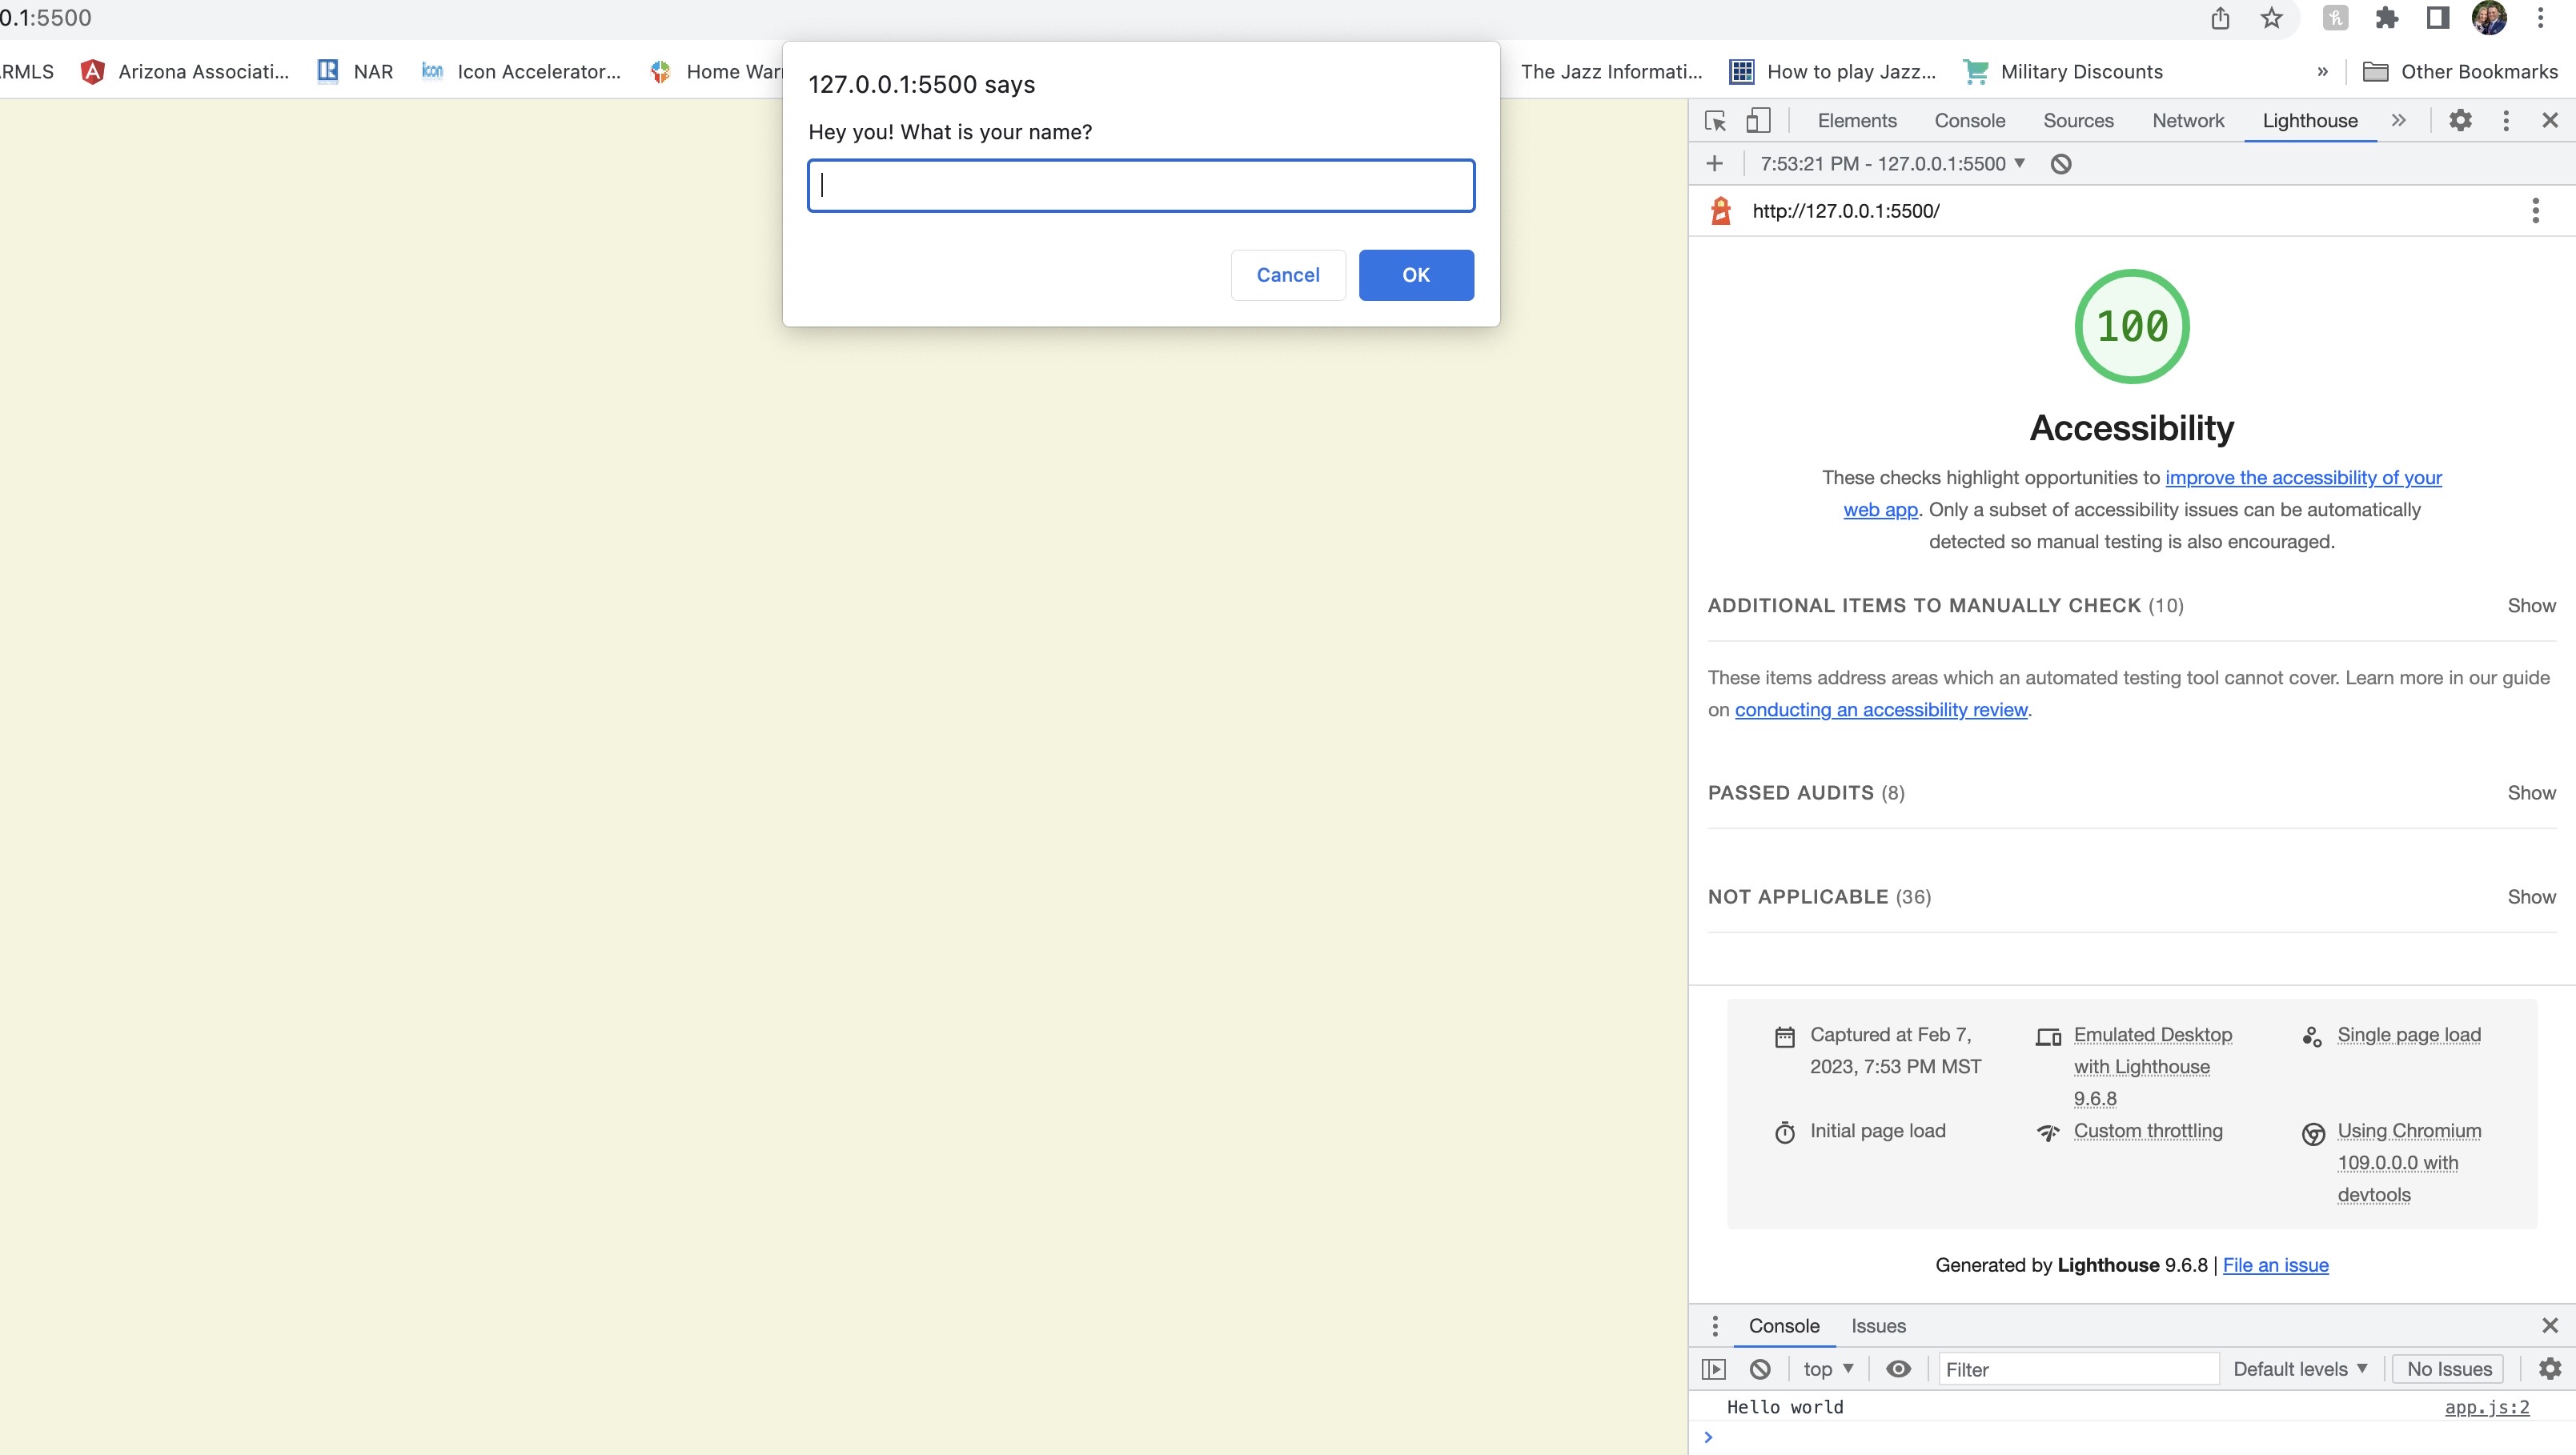 0.1:5500
RMLS
Arizona Associati...
NAR
icon
Icon Accelerator...
Home War
The Jazz Informati...
How to play Jazz...
Military Discounts
»
Other Bookmarks
127.0.0.1:5500 says
Hey you! What is your name?
Cancel
OK
Elements
Console
Sources
Network
Lighthouse
»
7:53:21 PM - 127.0.0.1:5500
http://127.0.0.1:5500/
100
Accessibility
These checks highlight opportunities to improve the accessibility of your
web app. Only a subset of accessibility issues can be automatically
detected so manual testing is also encouraged.
ADDITIONAL ITEMS TO MANUALLY CHECK (10)
Show
These items address areas which an automated testing tool cannot cover. Learn more in our guide
on conducting an accessibility review.
PASSED AUDITS (8)
Show
NOT APPLICABLE (36)
Show
Captured at Feb 7,
2023, 7:53 PM MST
Emulated Desktop
with Lighthouse
9.6.8
Single page load
Initial page load
Custom throttling
Using Chromium
109.0.0.0 with
devtools
Generated by Lighthouse 9.6.8 | File an issue
Console
Issues
top
Filter
Default levels
No Issues
Hello world
app.js:2